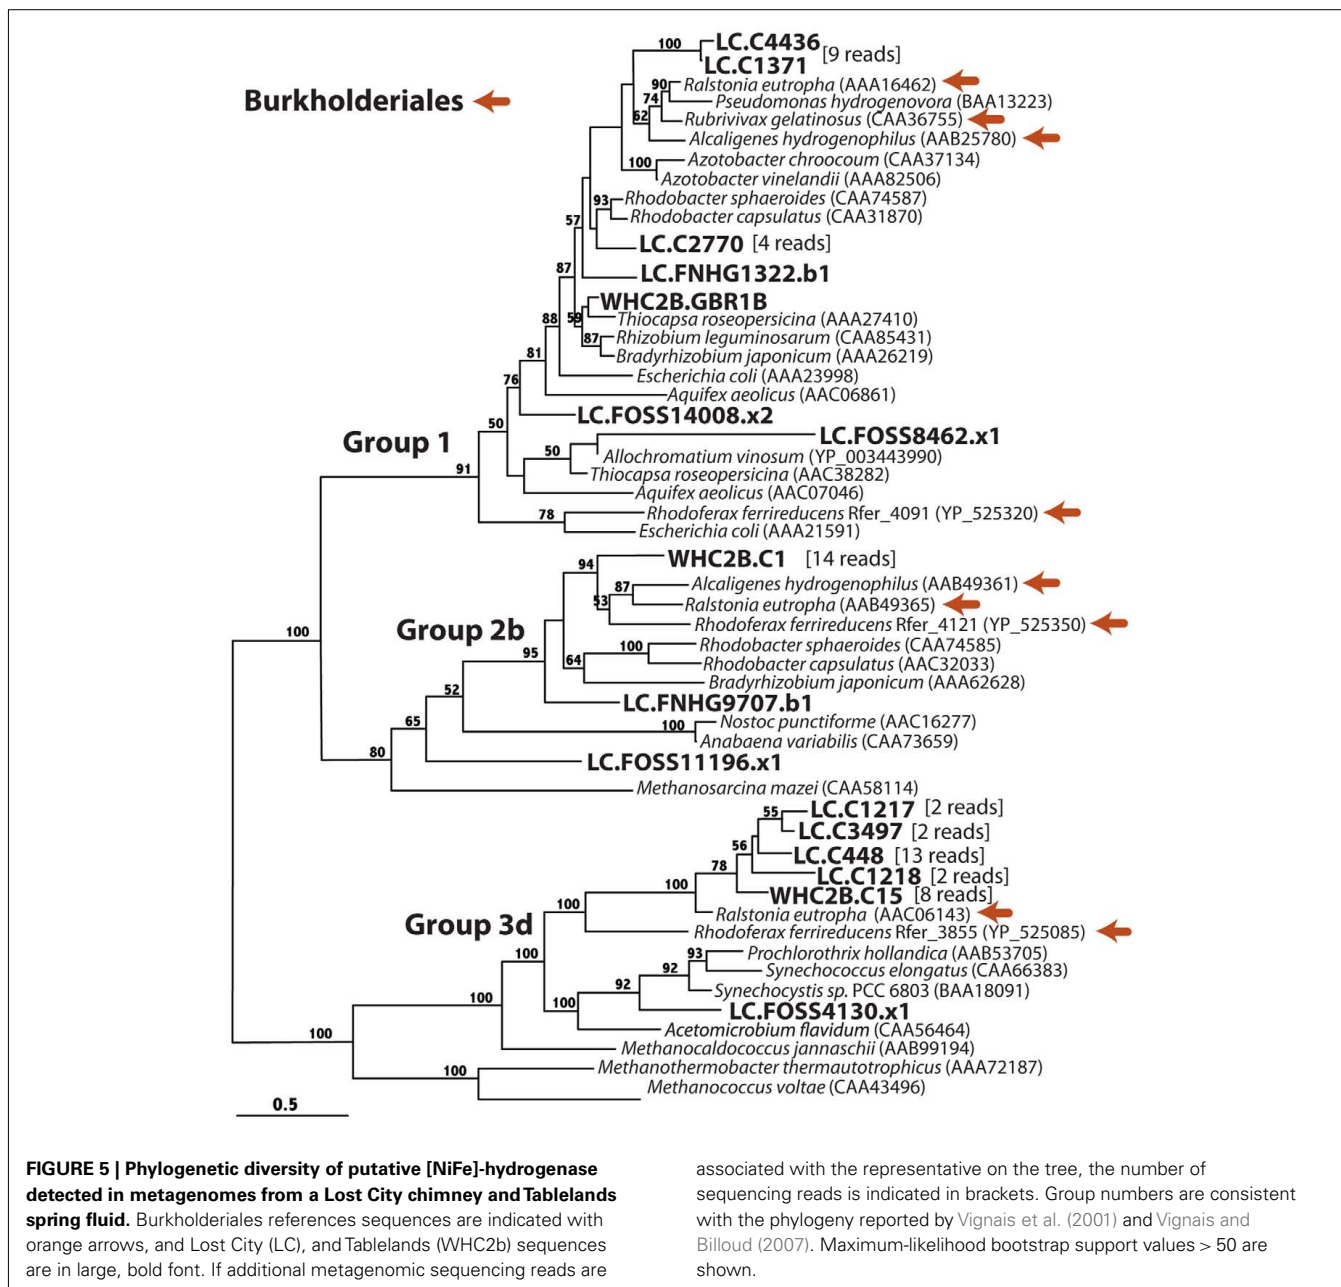 100
LC.C4436
[9 reads]
LC.C1371
Burkholderiales
90
Ralstonia eutropha (AAA16462)
74
Pseudomonas hydrogenovora (BAA13223)
62
Rubrivivax gelatinosus (CAA36755)
Alcaligenes hydrogenophilus (AAB25780)
100
Azotobacter chroocoum (CAA37134)
Azotobacter vinelandii (AAA82506)
93
Rhodobacter sphaeroides (CAA74587)
Rhodobacter capsulatus (CAA31870)
57
LC.C2770 [4 reads]
87
LC.FNHG1322.b1
WHC2B.GBR1B
88
59
Thiocapsa roseopersicina (AAA27410)
87
Rhizobium leguminosarum (CAA85431)
Bradyrhizobium japonicum (AAA26219)
81
Escherichia coli (AAA23998)
76
Aquifex aeolicus (AAC06861)
LC.FOSS14008.x2
50
LC.FOSS8462.x1
Group 1
50
Allochromatium vinosum (YP_003443990)
91
Thiocapsa roseopersicina (AAC38282)
Aquifex aeolicus (AAC07046)
78
Rhodoferax ferrireducens Rfer_4091 (YP_525320)
Escherichia coli (AAA21591)
94
WHC2B.C1 [14 reads]
87
Alcaligenes hydrogenophilus (AAB49361)
53
Ralstonia eutropha (AAB49365)
Rhodoferax ferrireducens Rfer_4121 (YP_525350)
100
Group 2b
95
100
Rhodobacter sphaeroides (CAA74585)
64
Rhodobacter capsulatus (AAC32033)
Bradyrhizobium japonicum (AAA62628)
52
LC.FNHG9707.b1
65
100
Nostoc punctiforme (AAC16277)
Anabaena variabilis (CAA73659)
80
LC.FOSS11196.x1
Methanosarcina mazei (CAA58114)
55
LC.C1217 [2 reads]
LC.C3497 [2 reads]
56
LC.C448 [13 reads]
78
LC.C1218 [2 reads]
100
WHC2B.C15 [8 reads]
100
Ralstonia eutropha (AAC06143)
Group 3d
Rhodoferax ferrireducens Rfer_3855 (YP_525085)
100
93
Prochlorothrix hollandica (AAB53705)
92
Synechococcus elongatus (CAA66383)
92
Synechocystis sp. PCC 6803 (BAA18091)
100
100
LC.FOSS4130.x1
Acetomicrobium flavidum (CAA56464)
100
Methanocaldococcus jannaschii (AAB99194)
100
Methanothermobacter thermautotrophicus (AAA72187)
Methanococcus voltae (CAA43496)
0.5
FIGURE 5 | Phylogenetic diversity of putative [NiFe]-hydrogenase
detected in metagenomes from a Lost City chimney and Tablelands
spring fluid. Burkholderiales references sequences are indicated with
orange arrows, and Lost City (LC), and Tablelands (WHC2b) sequences
are in large, bold font. If additional metagenomic sequencing reads are
associated with the representative on the tree, the number of
sequencing reads is indicated in brackets. Group numbers are consistent
with the phylogeny reported by Vignais et al. (2001) and Vignais and
Billoud (2007). Maximum-likelihood bootstrap support values > 50 are
shown.